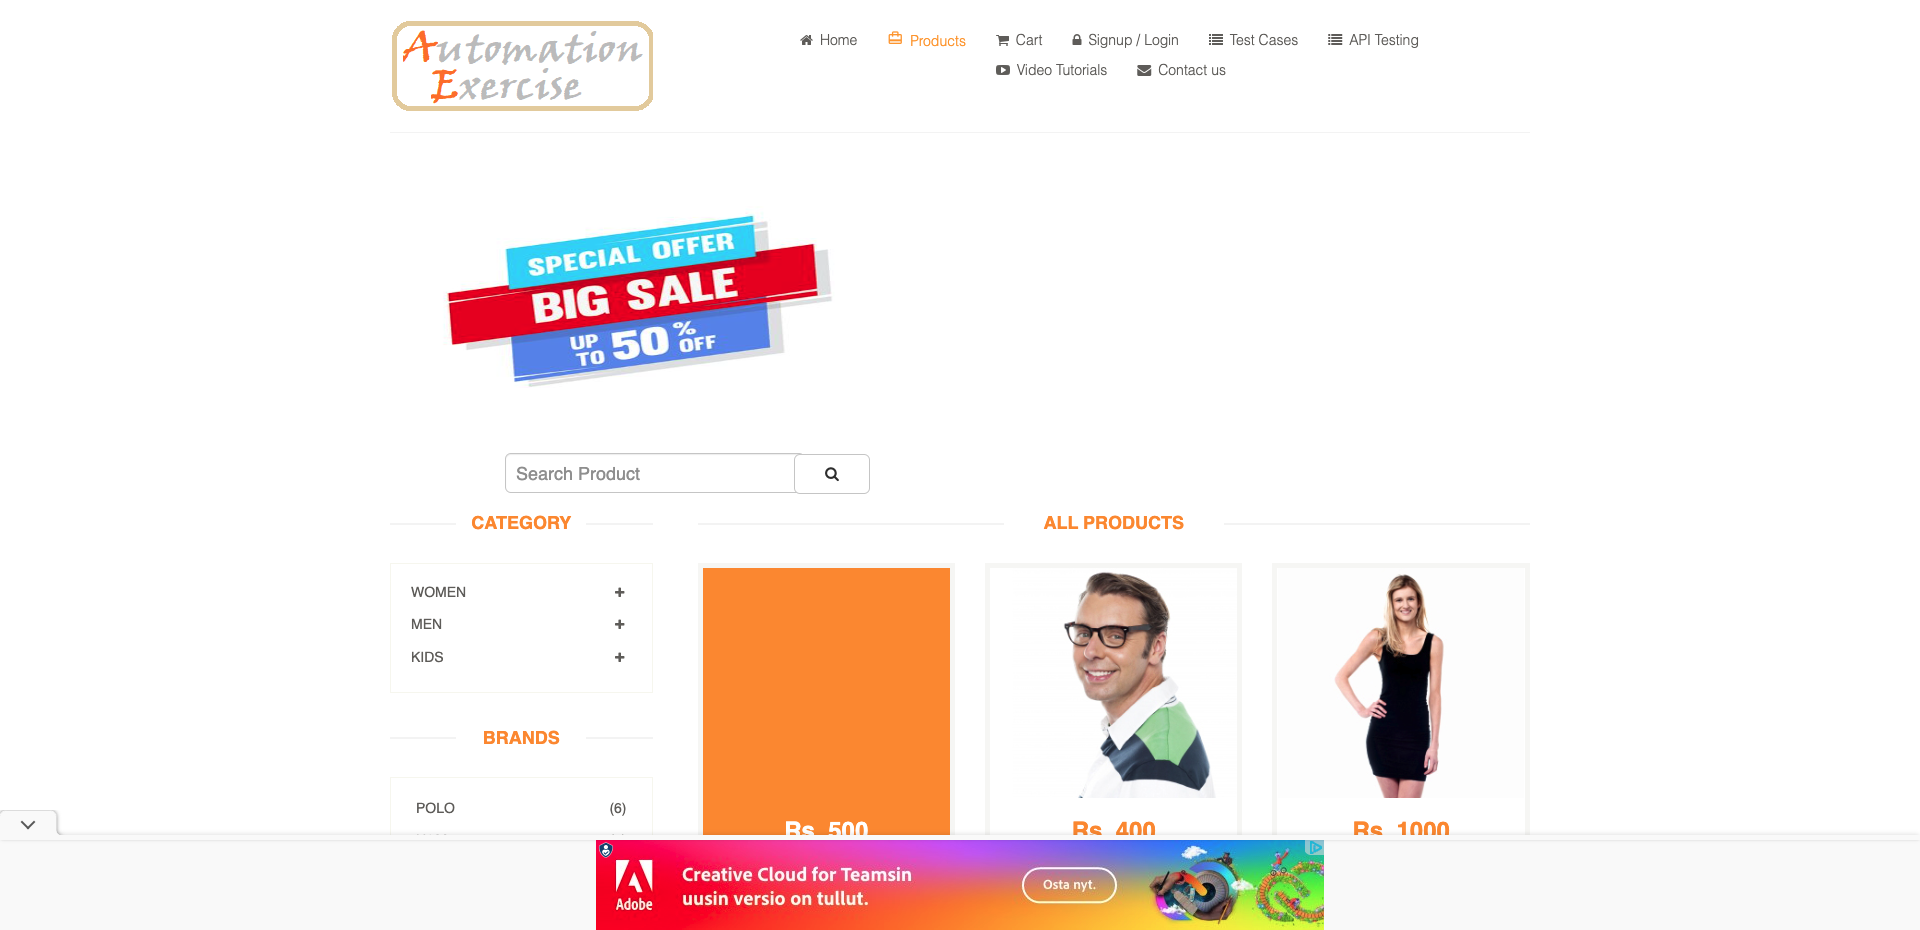 Automation
Exercise
Home
Products
Cart
Signup / Login
Test Cases
API Testing
Video Tutorials
Contact us
SPECIAL OFFER
BIG SALE
UP TO 50% OFF
Search Product
CATEGORY
ALL PRODUCTS
WOMEN
MEN
KIDS
BRANDS
POLO (6)
Rs. 500
Rs. 400
Rs. 1000
Adobe
Creative Cloud for Teamsin
uusin versio on tullut.
Osta nyt.